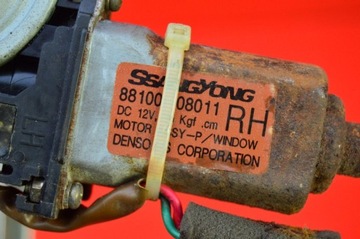 SSANGYONG
88100 08011
DC 12V. Kgf.cm RH
MOTOR SY-P/WINDOW
DENSO S CORPORATION